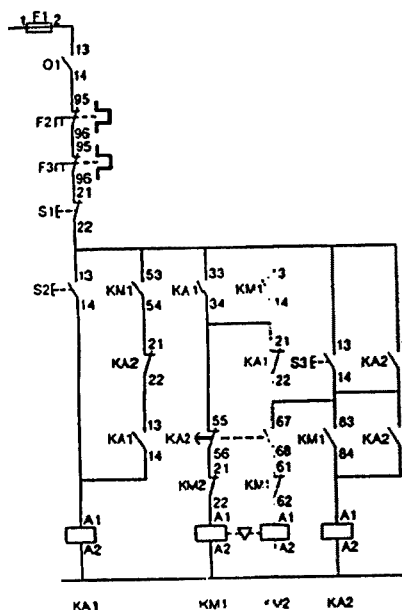 1 F1 2
13
O1
14
95
F2
96
95
F3
96
21
S1
22
13 53 33 13
S2 KM1 KA1 KM1
14 54 34 14
21 21 13
KA2 KA1 S3 KA2
22 22 14
13 55 67 83
KA1 KA2 KM1 KA2
14 56 68 84
21 61
KM2 KM1
22 62
A1 A1 A1 A1
A2 A2 A2 A2
KA1 KM1 KM2 KA2